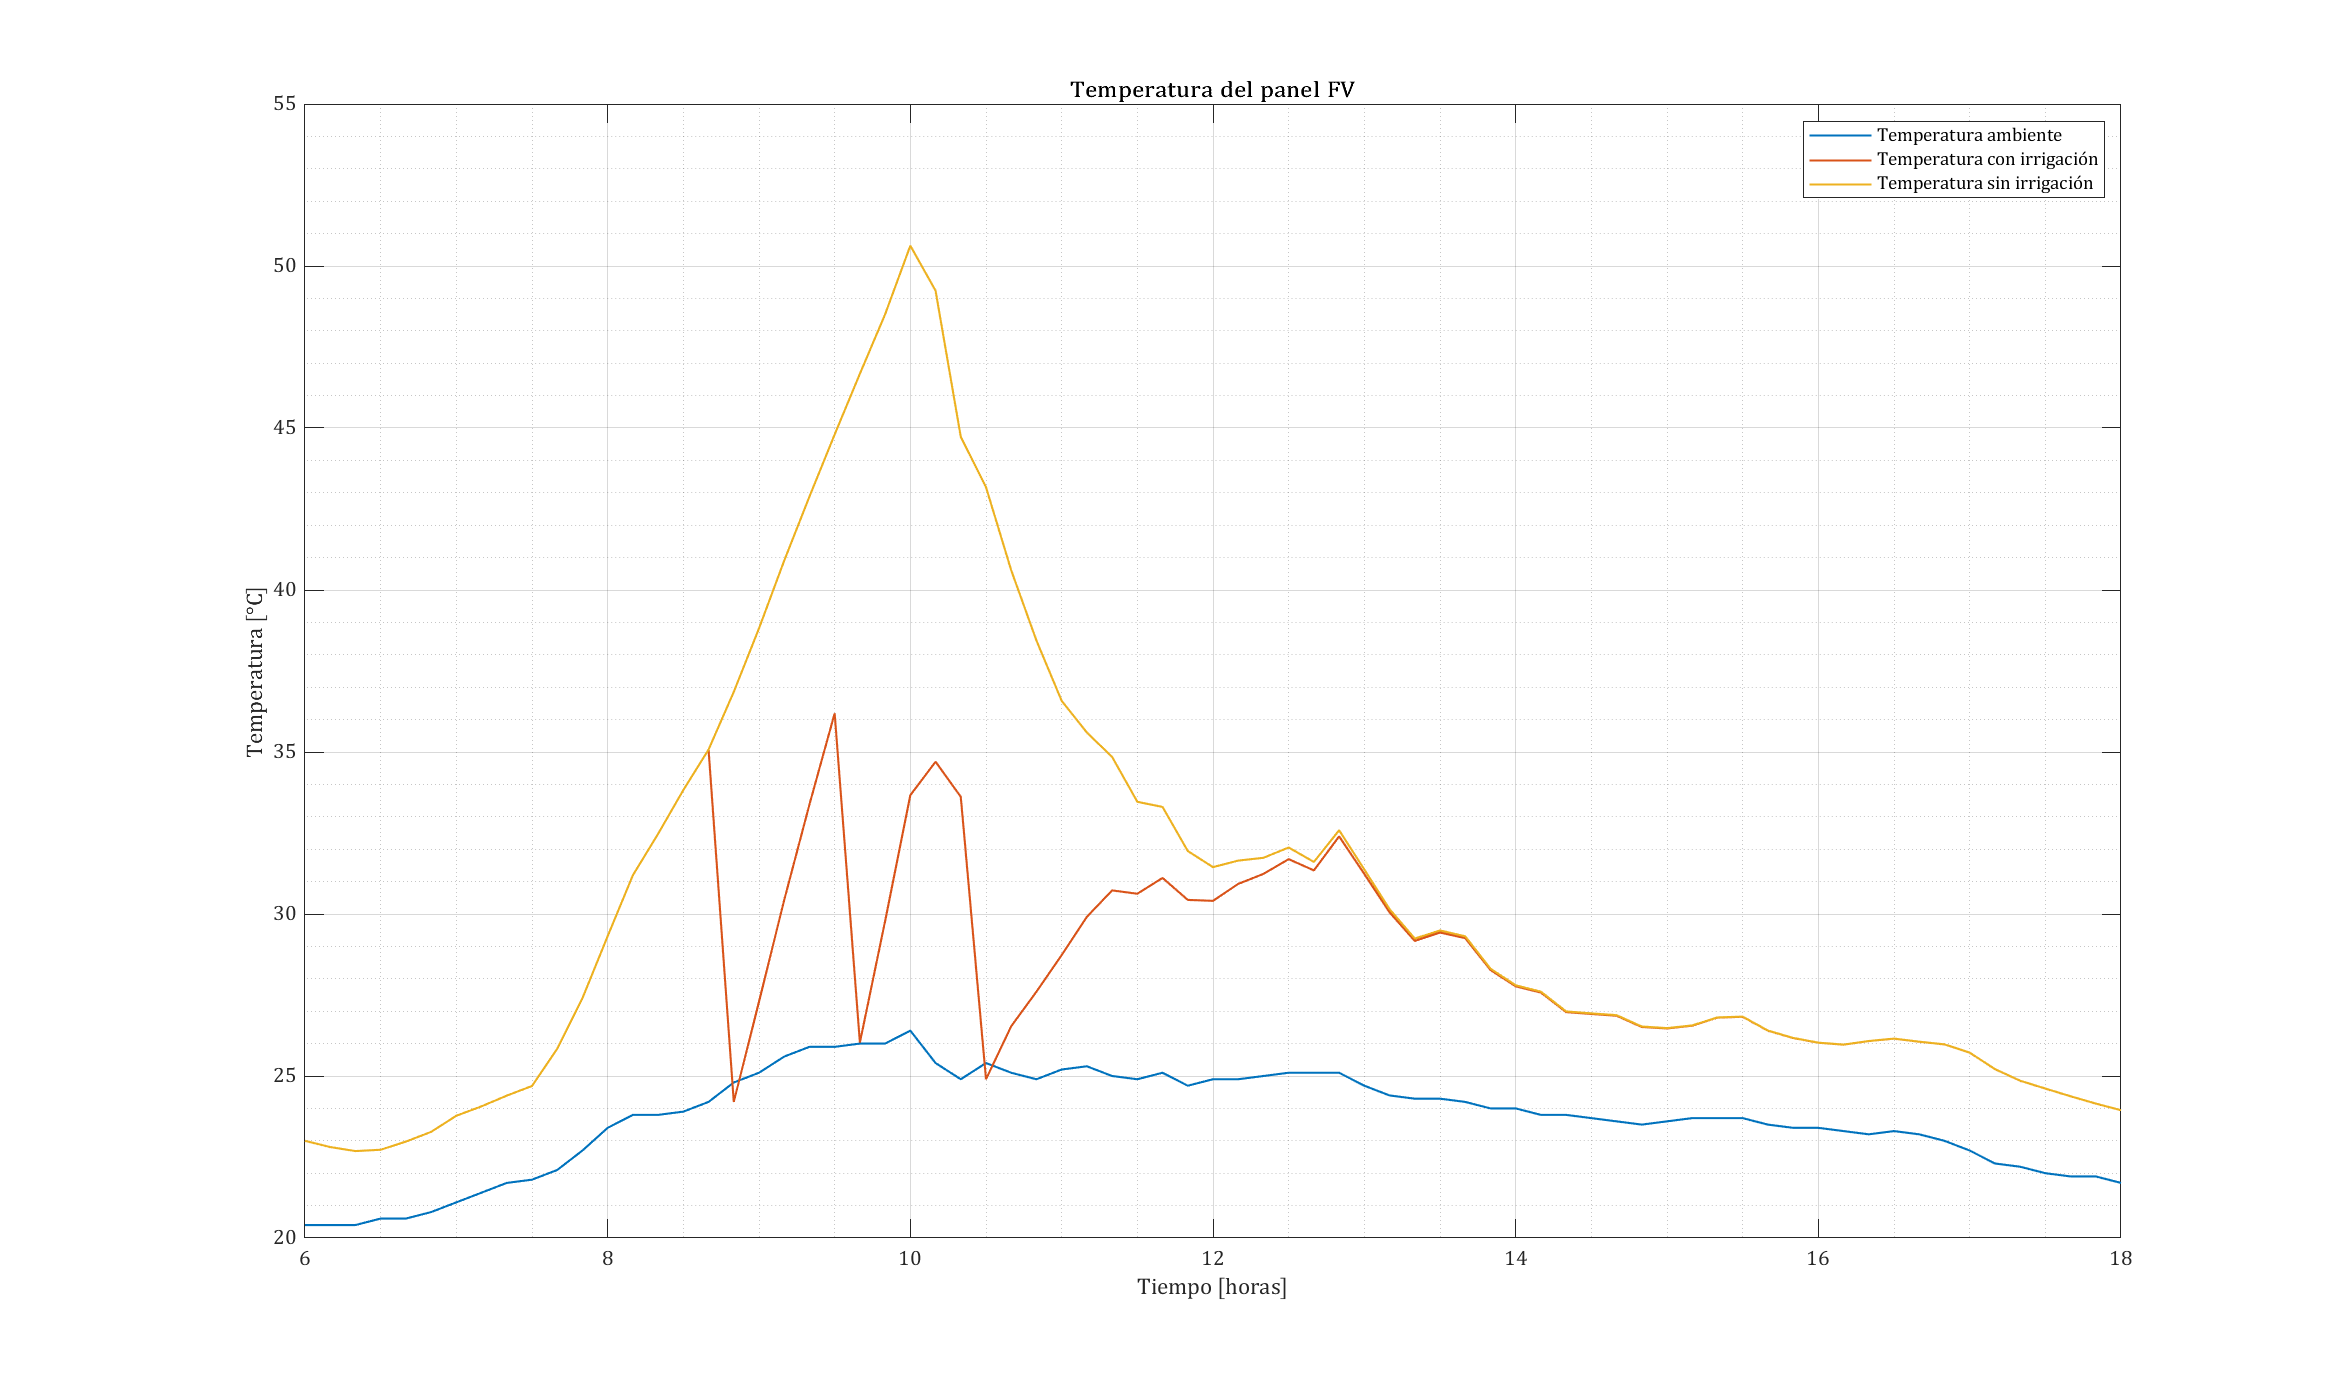 Temperatura del panel FV
Temperatura ambiente
Temperatura con irrigación
Temperatura sin irrigación
55
50
45
40
35
30
25
20
Temperatura [°C]
6 8 10 12 14 16 18
Tiempo [horas]